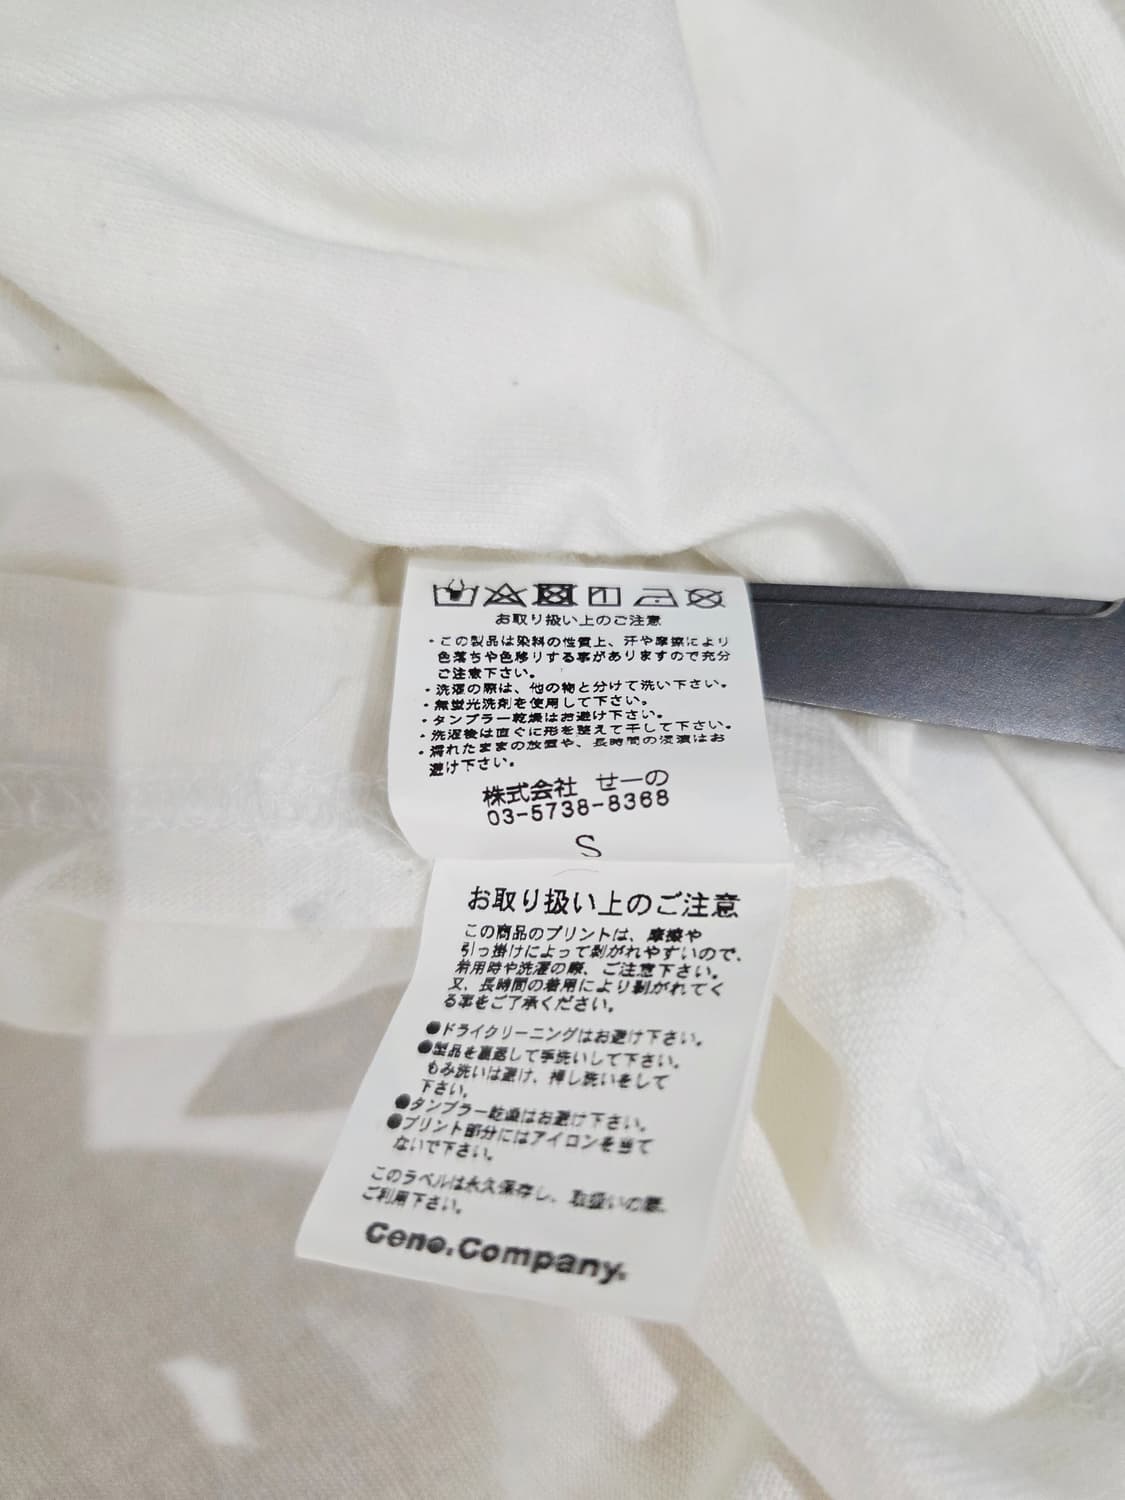 お取り扱い上のご注意
・この製品は染料の性質上、汗や摩擦により
色落ちや色移りする事がありますので充分
ご注意下さい。
・洗濯の際は、他の物と分けて洗い下さい。
・無蛍光洗剤を使用して下さい。
・タンブラー乾燥はお避け下さい。
・洗濯後は直ぐに形を整えて干して下さい。
・濡れたままの放置や、長時間の浸漬はお
避け下さい。
株式会社 せーの
03-5738-8368
S
お取り扱い上のご注意
この商品のプリントは、摩擦や
引っ掛けによって剝がれやすいので、
着用時や洗濯の際、ご注意下さい。
又、長時間の着用により剝がれてく
る事をご了承ください。
●ドライクリーニングはお避け下さい。
●製品を裏返して手洗いして下さい。
もみ洗いは避け、押し洗いをして
下さい。
●タンブラー乾燥はお避け下さい。
●プリント部分にはアイロンを当て
ないで下さい。
このラベルは永久保存し、取扱いの際、
ご利用下さい。
Ceno.Company.